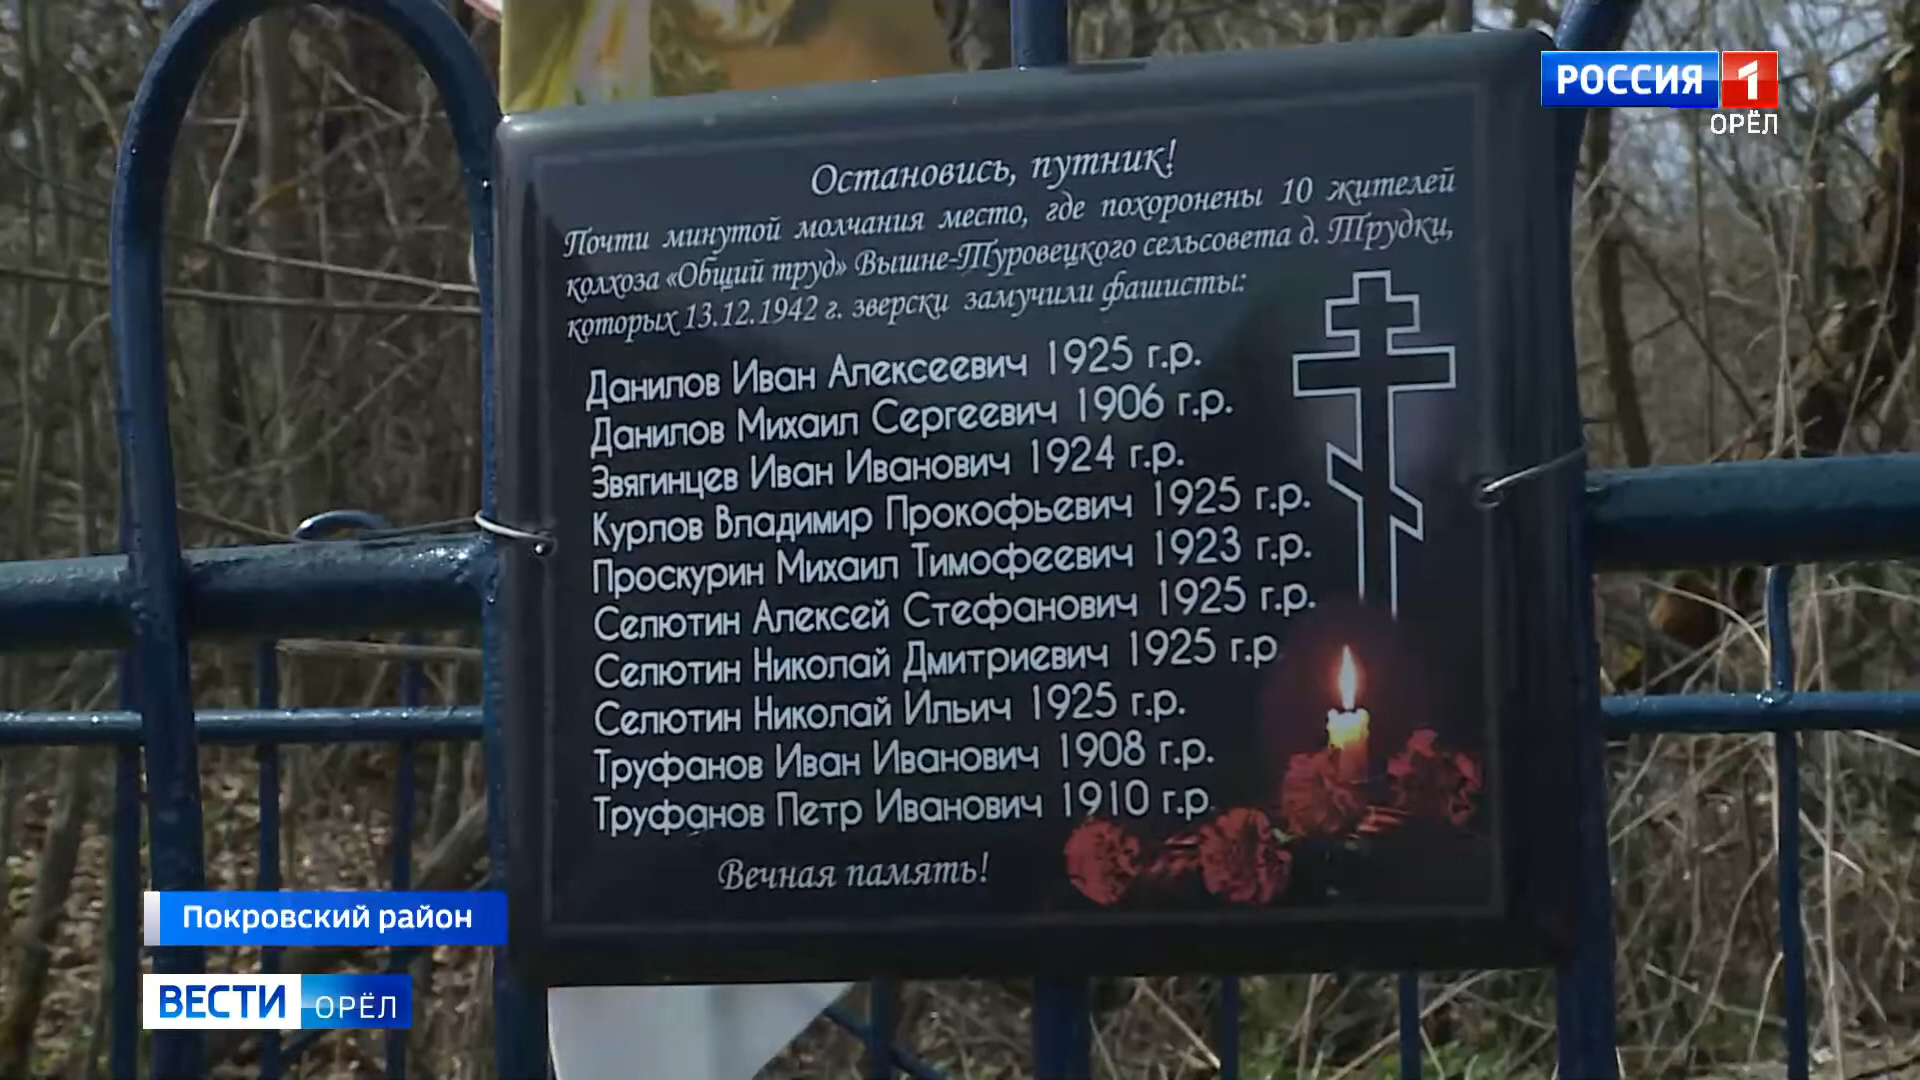 РОССИЯ 1
ОРЁЛ
Остановись, путник!
Почти минутой молчания место, где похоронены 10 жителей
колхоза «Общий труд» Вышне-Туровецкого сельсовета д. Трудки,
которых 13.12.1942 г. зверски замучили фашисты:
Данилов Иван Алексеевич 1925 г.р.
Данилов Михаил Сергеевич 1906 г.р.
Звягинцев Иван Иванович 1924 г.р.
Курлов Владимир Прокофьевич 1925 г.р.
Проскурин Михаил Тимофеевич 1923 г.р.
Селютин Алексей Стефанович 1925 г.р.
Селютин Николай Дмитриевич 1925 г.р
Селютин Николай Ильич 1925 г.р.
Труфанов Иван Иванович 1908 г.р.
Труфанов Петр Иванович 1910 г.р.
Вечная память!
Покровский район
ВЕСТИ ОРЁЛ